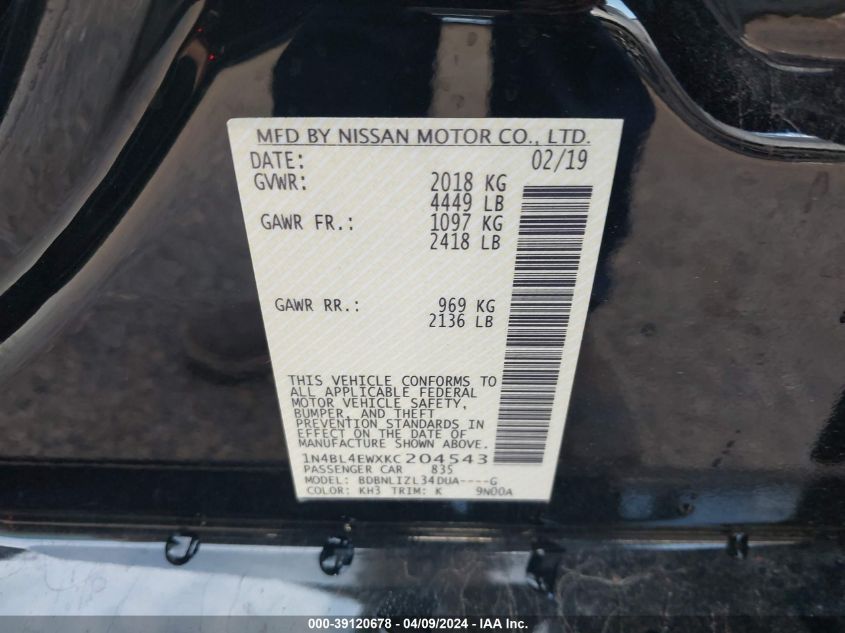 MFD BY NISSAN MOTOR CO., LTD.
DATE: 02/19
GVWR: 2018 KG
4449 LB
GAWR FR.: 1097 KG
2418 LB
GAWR RR.: 969 KG
2136 LB
THIS VEHICLE CONFORMS TO
ALL APPLICABLE FEDERAL
MOTOR VEHICLE SAFETY,
BUMPER, AND THEFT
PREVENTION STANDARDS IN
EFFECT ON THE DATE OF
MANUFACTURE SHOWN ABOVE.
1N4BL4EWXKC204543
PASSENGER CAR 835
MODEL: BDBNLIZL34DUA----G
COLOR: KH3 TRIM: K 9N00A
000-39120678 - 04/09/2024 - IAA Inc.